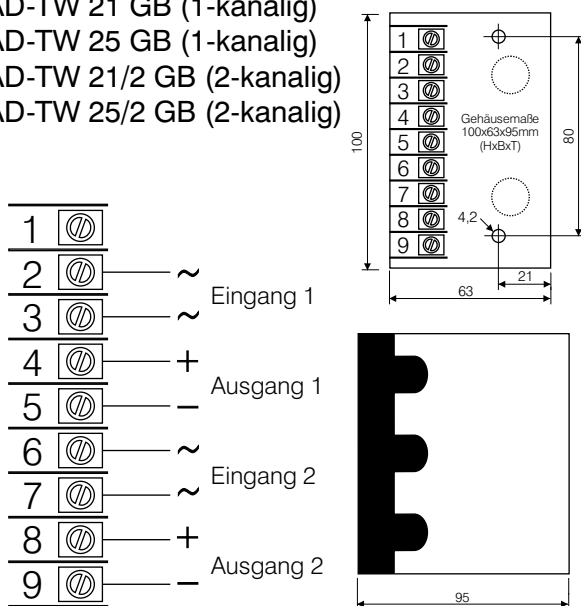 AD-TW 21 GB (1-kanalig)
AD-TW 25 GB (1-kanalig)
AD-TW 21/2 GB (2-kanalig)
AD-TW 25/2 GB (2-kanalig)
1
2
3
4
5
6
7
8
9
Gehäusemaße
100x63x95mm
(HxBxT)
100
80
4,2
21
63
1
2 ~
Eingang 1
3 ~
4 +
Ausgang 1
5 –
6 ~
Eingang 2
7 ~
8 +
Ausgang 2
9 –
95